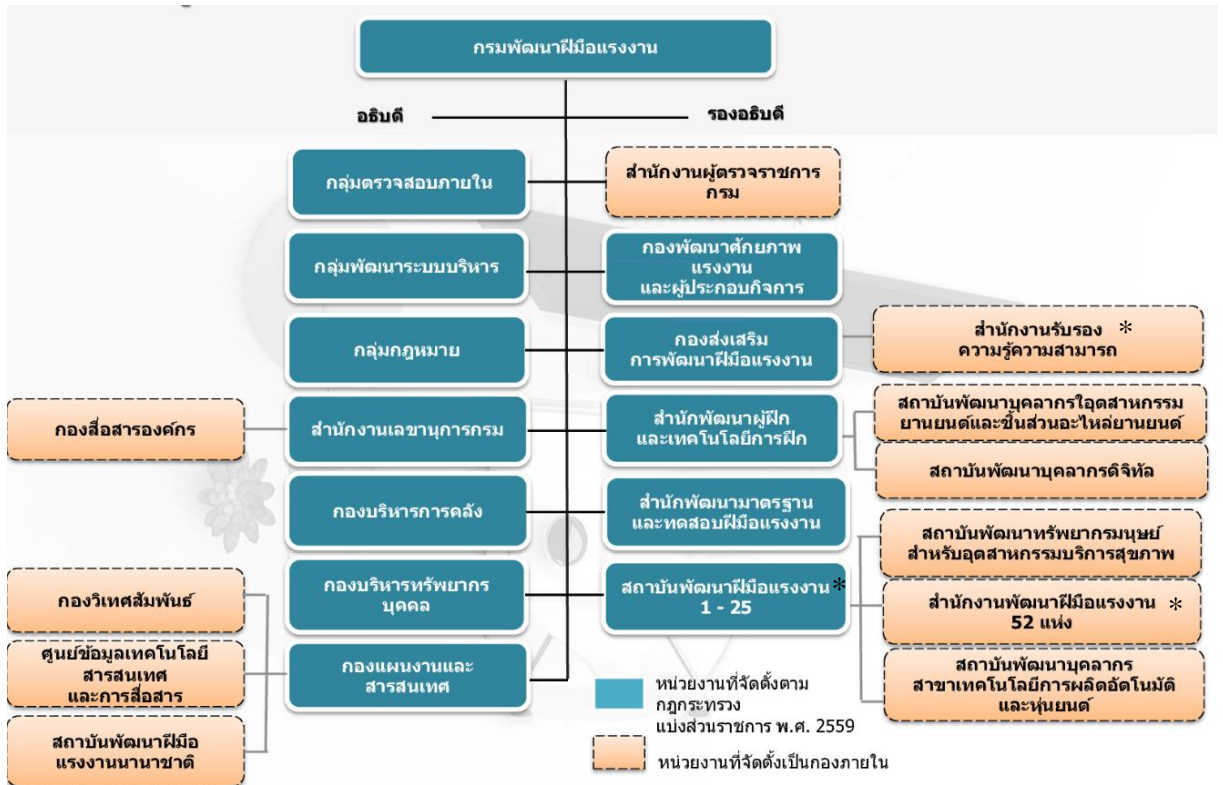 กรมพัฒนาฝีมือแรงงาน
อธิบดี
รองอธิบดี
กลุ่มตรวจสอบภายใน
สำนักงานผู้ตรวจราชการ
กรม
กลุ่มพัฒนาระบบบริหาร
กองพัฒนาศักยภาพ
แรงงาน
และผู้ประกอบกิจการ
กลุ่มกฎหมาย
กองส่งเสริม
การพัฒนาฝีมือแรงงาน
สำนักงานรับรอง *
ความรู้ความสามารถ
กองสื่อสารองค์กร
สำนักงานเลขานุการกรม
สำนักพัฒนาผู้ฝึก
และเทคโนโลยีการฝึก
สถาบันพัฒนาบุคลากรใอุตสาหกรรม
ยานยนต์และชิ้นส่วนอะไหล่ยานยนต์
สถาบันพัฒนาบุคลากรดิจิทัล
กองบริหารการคลัง
สำนักพัฒนามาตรฐาน
และทดสอบฝีมือแรงงาน
สถาบันพัฒนาทรัพยากรมนุษย์
สำหรับอุตสาหกรรมบริการสุขภาพ
กองวิเทศสัมพันธ์
กองบริหารทรัพยากร
บุคคล
สถาบันพัฒนาฝีมือแรงงาน *
1 - 25
สำนักงานพัฒนาฝีมือแรงงาน *
52 แห่ง
ศูนย์ข้อมูลเทคโนโลยี
สารสนเทศ
และการสื่อสาร
กองแผนงานและ
สารสนเทศ
สถาบันพัฒนาบุคลากร
สาขาเทคโนโลยีการผลิตอัตโนมัติ
และหุ่นยนต์
สถาบันพัฒนาฝีมือ
แรงงานนานาชาติ
หน่วยงานที่จัดตั้งตาม
กฎกระทรวง
แบ่งส่วนราชการ พ.ศ. 2559
หน่วยงานที่จัดตั้งเป็นกองภายใน